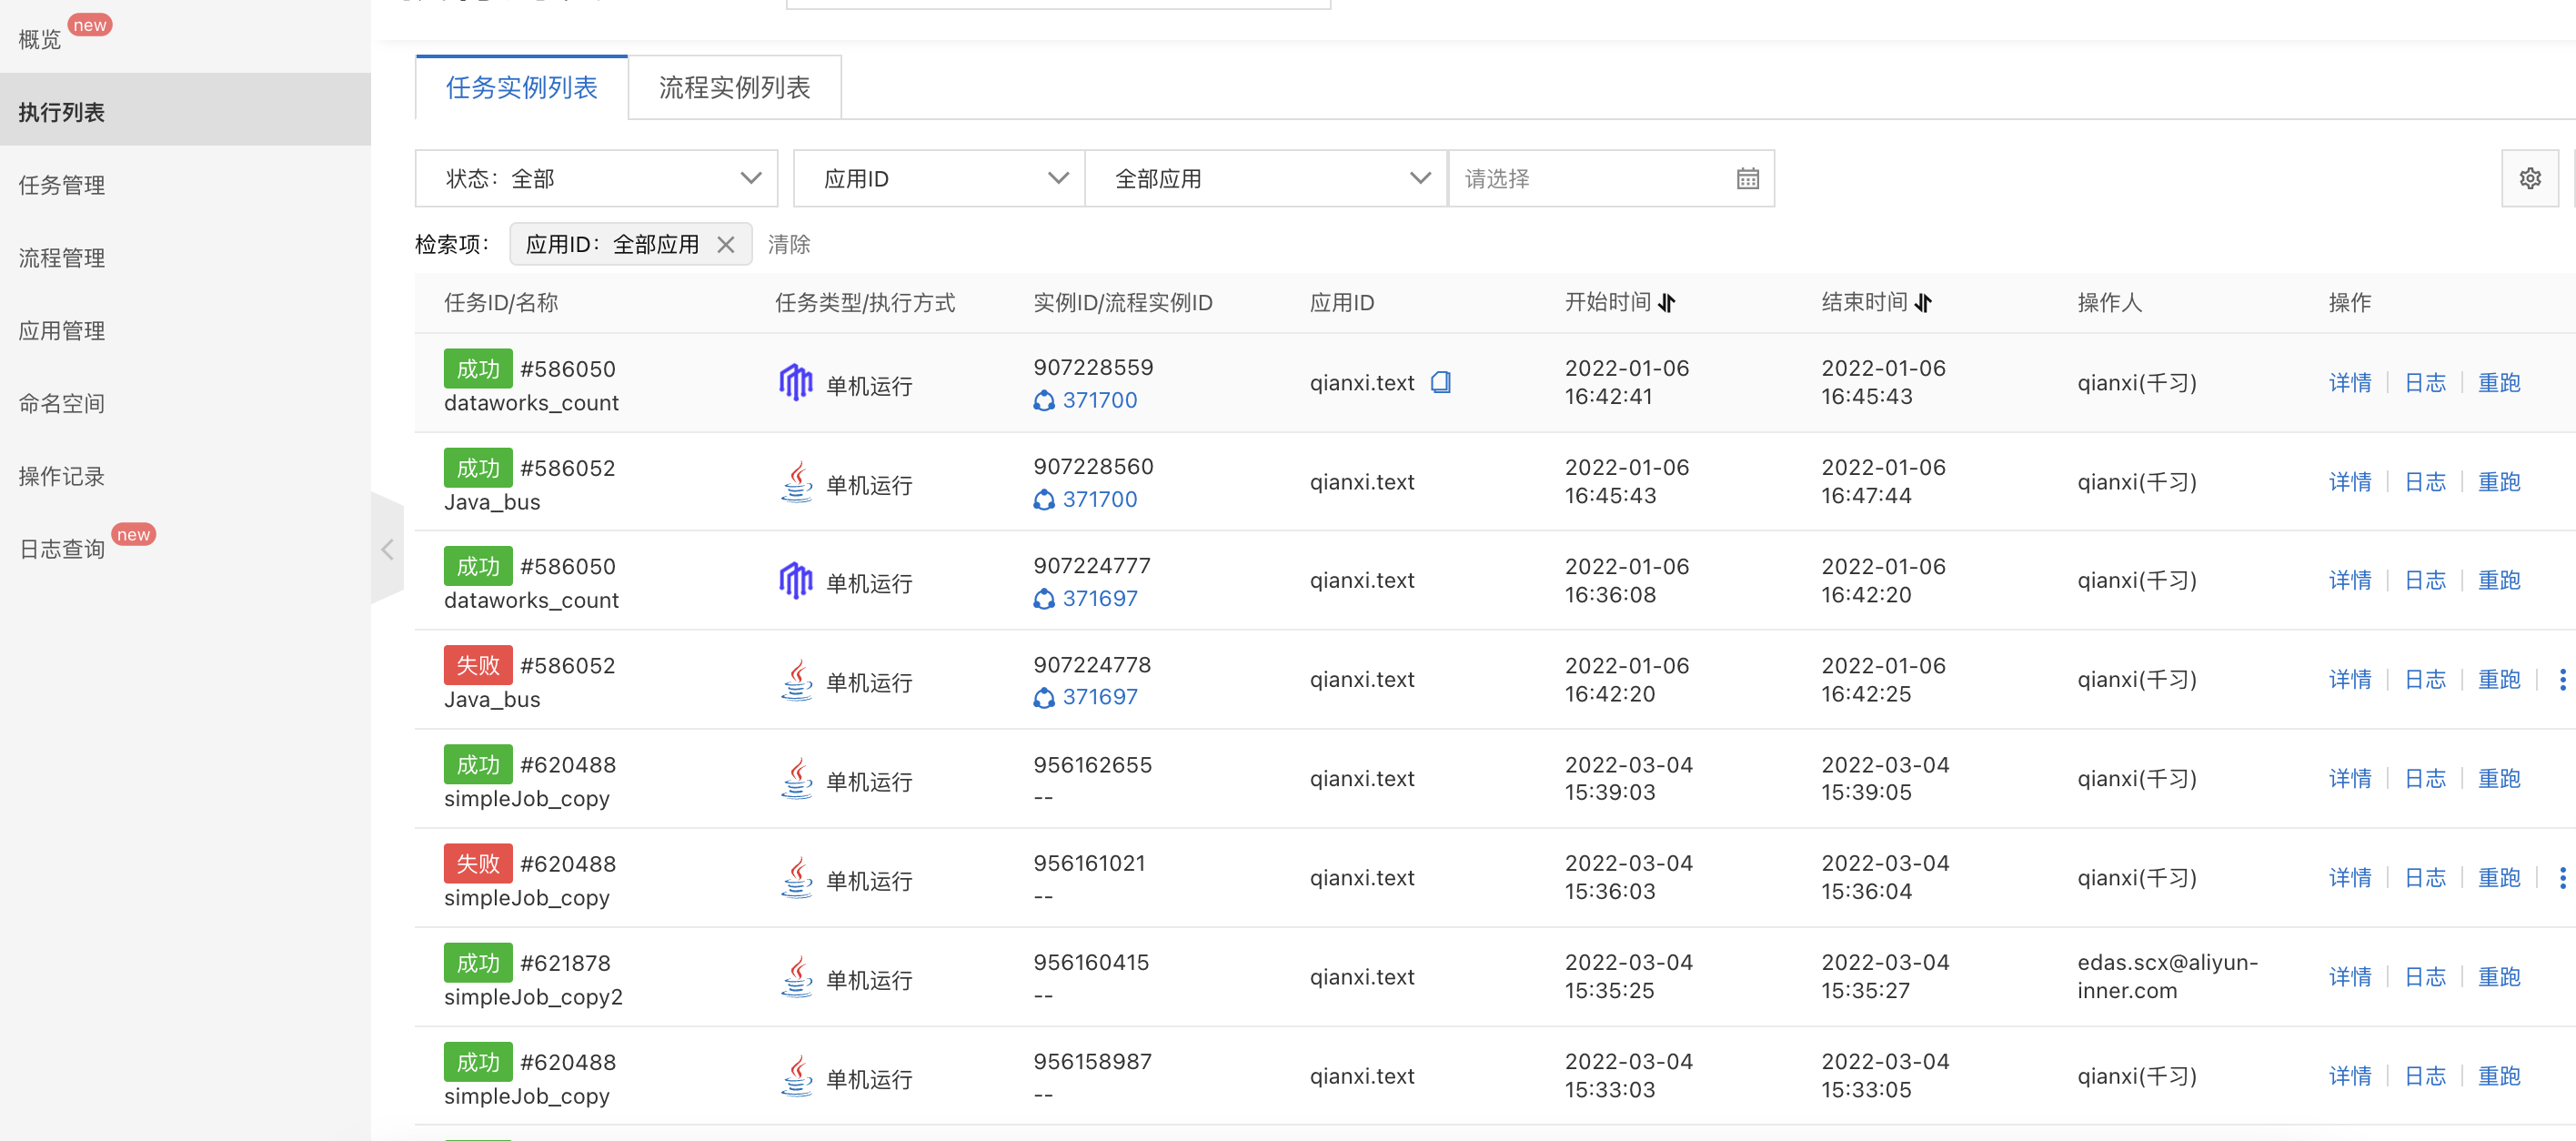 概览 new
执行列表
任务管理
流程管理
应用管理
命名空间
操作记录
日志查询 new
任务实例列表 流程实例列表
状态：全部 应用ID 全部应用 请选择
检索项： 应用ID：全部应用 清除
任务ID/名称 任务类型/执行方式 实例ID/流程实例ID 应用ID 开始时间 结束时间 操作人 操作
成功 #586050
dataworks_count
单机运行
907228559
371700
qianxi.text
2022-01-06
16:42:41
2022-01-06
16:45:43
qianxi(千习)
详情 日志 重跑
成功 #586052
Java_bus
单机运行
907228560
371700
qianxi.text
2022-01-06
16:45:43
2022-01-06
16:47:44
qianxi(千习)
详情 日志 重跑
成功 #586050
dataworks_count
单机运行
907224777
371697
qianxi.text
2022-01-06
16:36:08
2022-01-06
16:42:20
qianxi(千习)
详情 日志 重跑
失败 #586052
Java_bus
单机运行
907224778
371697
qianxi.text
2022-01-06
16:42:20
2022-01-06
16:42:25
qianxi(千习)
详情 日志 重跑
成功 #620488
simpleJob_copy
单机运行
956162655
--
qianxi.text
2022-03-04
15:39:03
2022-03-04
15:39:05
qianxi(千习)
详情 日志 重跑
失败 #620488
simpleJob_copy
单机运行
956161021
--
qianxi.text
2022-03-04
15:36:03
2022-03-04
15:36:04
qianxi(千习)
详情 日志 重跑
成功 #621878
simpleJob_copy2
单机运行
956160415
--
qianxi.text
2022-03-04
15:35:25
2022-03-04
15:35:27
edas.scx@aliyun-
inner.com
详情 日志 重跑
成功 #620488
simpleJob_copy
单机运行
956158987
--
qianxi.text
2022-03-04
15:33:03
2022-03-04
15:33:05
qianxi(千习)
详情 日志 重跑